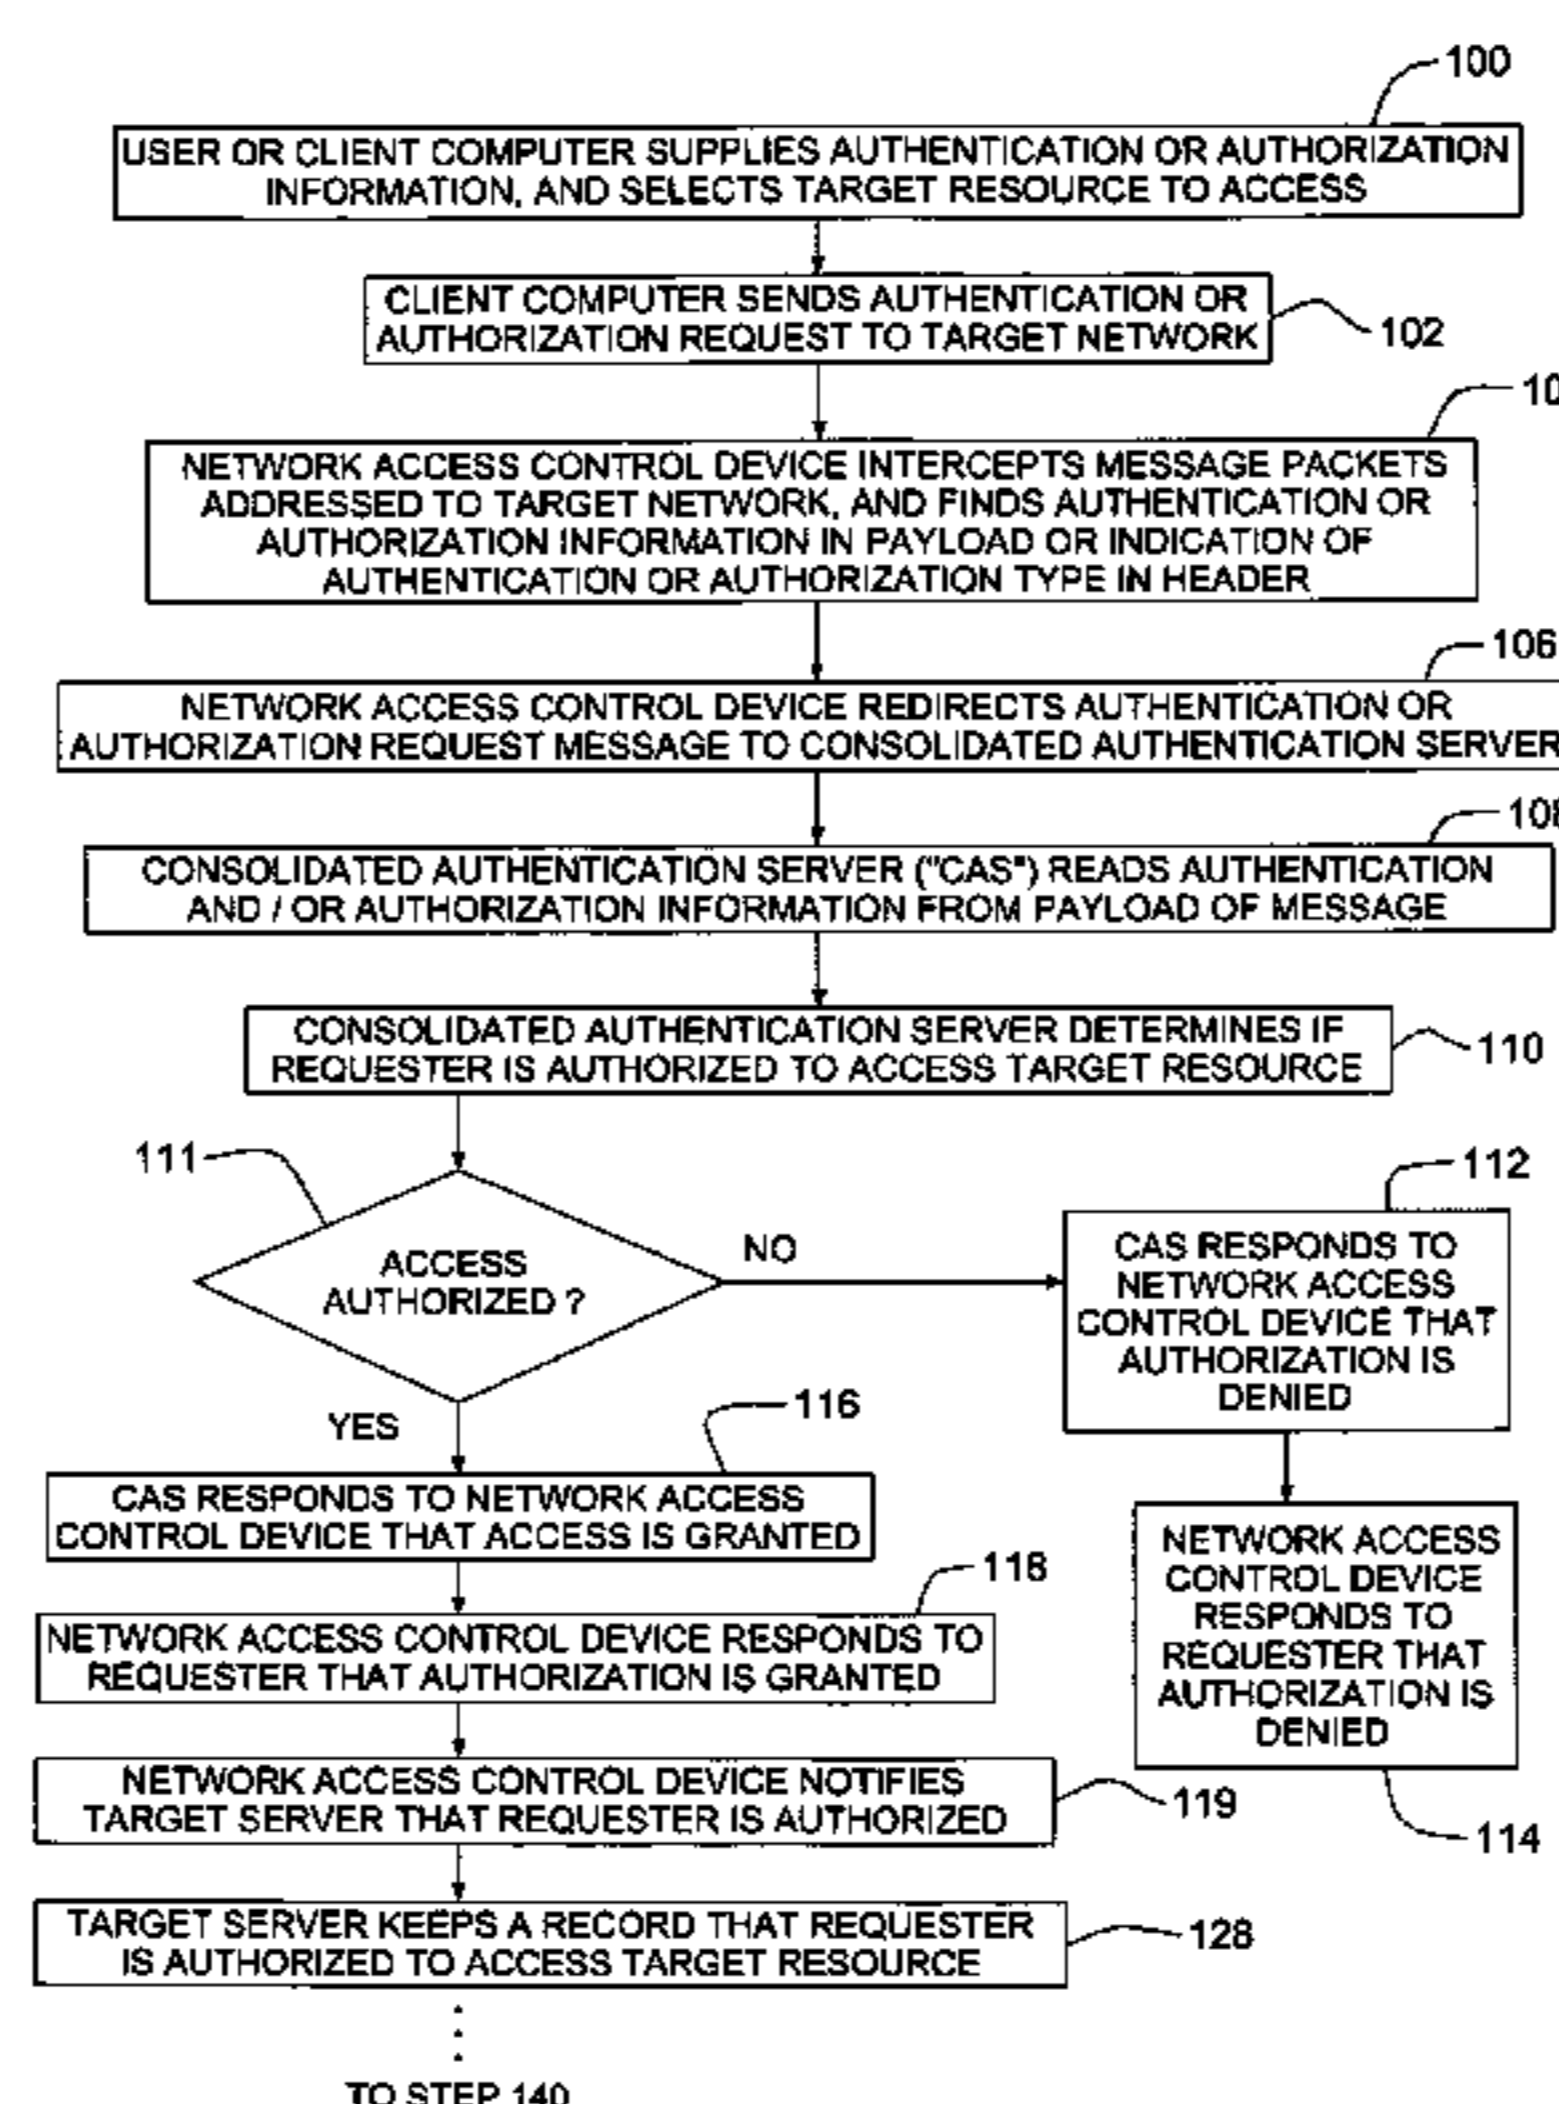 100
USER OR CLIENT COMPUTER SUPPLIES AUTHENTICATION OR AUTHORIZATION
INFORMATION, AND SELECTS TARGET RESOURCE TO ACCESS
CLIENT COMPUTER SENDS AUTHENTICATION OR
AUTHORIZATION REQUEST TO TARGET NETWORK
102
10
NETWORK ACCESS CONTROL DEVICE INTERCEPTS MESSAGE PACKETS
ADDRESSED TO TARGET NETWORK, AND FINDS AUTHENTICATION OR
AUTHORIZATION INFORMATION IN PAYLOAD OR INDICATION OF
AUTHENTICATION OR AUTHORIZATION TYPE IN HEADER
106
NETWORK ACCESS CONTROL DEVICE REDIRECTS AUTHENTICATION OR
AUTHORIZATION REQUEST MESSAGE TO CONSOLIDATED AUTHENTICATION SERVER
108
CONSOLIDATED AUTHENTICATION SERVER ("CAS") READS AUTHENTICATION
AND / OR AUTHORIZATION INFORMATION FROM PAYLOAD OF MESSAGE
CONSOLIDATED AUTHENTICATION SERVER DETERMINES IF
REQUESTER IS AUTHORIZED TO ACCESS TARGET RESOURCE
110
111
ACCESS
AUTHORIZED ?
NO
112
CAS RESPONDS TO
NETWORK ACCESS
CONTROL DEVICE THAT
AUTHORIZATION IS
DENIED
YES
116
CAS RESPONDS TO NETWORK ACCESS
CONTROL DEVICE THAT ACCESS IS GRANTED
NETWORK ACCESS
CONTROL DEVICE
RESPONDS TO
REQUESTER THAT
AUTHORIZATION IS
DENIED
114
118
NETWORK ACCESS CONTROL DEVICE RESPONDS TO
REQUESTER THAT AUTHORIZATION IS GRANTED
NETWORK ACCESS CONTROL DEVICE NOTIFIES
TARGET SERVER THAT REQUESTER IS AUTHORIZED
119
TARGET SERVER KEEPS A RECORD THAT REQUESTER
IS AUTHORIZED TO ACCESS TARGET RESOURCE
128
TO STEP 140